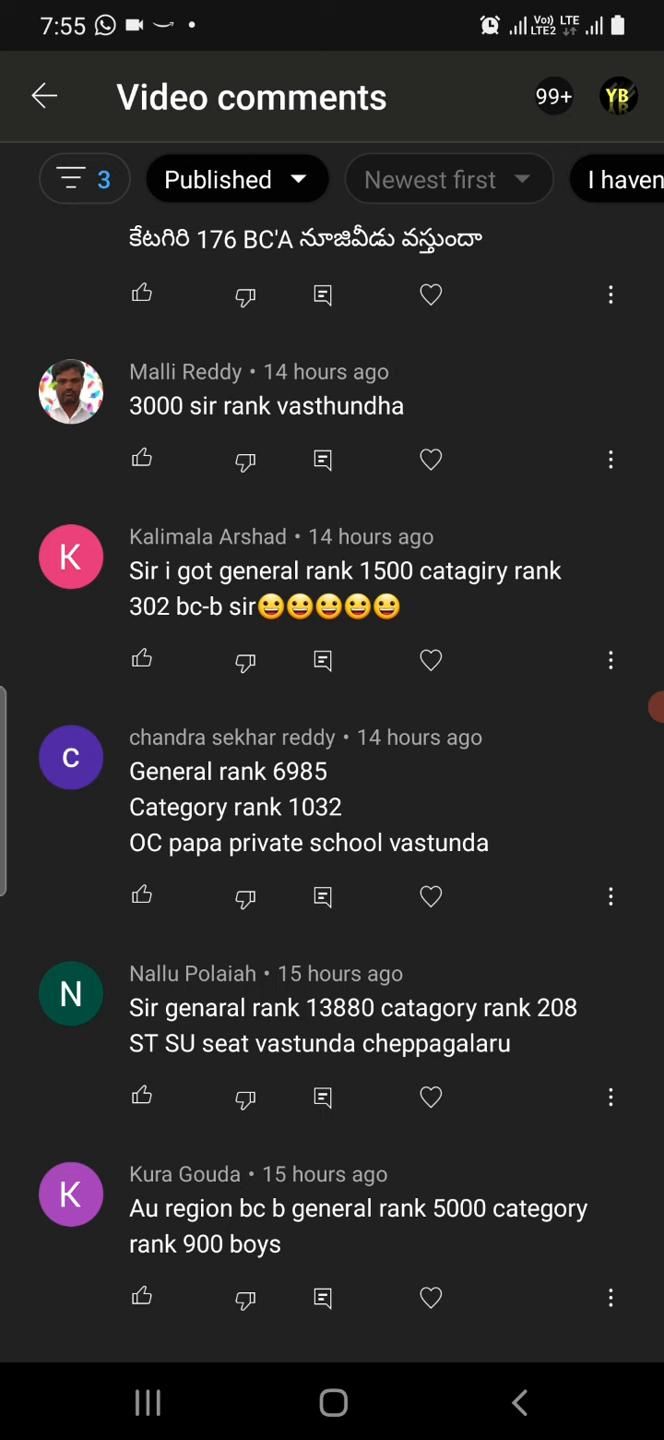 7:55
Vo)) LTE
LTE2
Video comments
99+
YB
3
Published
Newest first
I haven
కేటగిరి 176 BC'A నూజివీడు వస్తుందా
Malli Reddy • 14 hours ago
3000 sir rank vasthundha
K
Kalimala Arshad • 14 hours ago
Sir i got general rank 1500 catagiry rank
302 bc-b sir😀😀😀😀😀
c
chandra sekhar reddy • 14 hours ago
General rank 6985
Category rank 1032
OC papa private school vastunda
N
Nallu Polaiah • 15 hours ago
Sir genaral rank 13880 catagory rank 208
ST SU seat vastunda cheppagalaru
K
Kura Gouda • 15 hours ago
Au region bc b general rank 5000 category
rank 900 boys